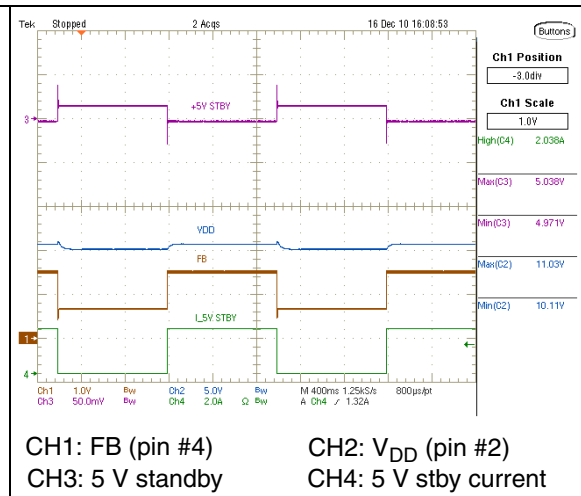 Tek Stopped 2 Acqs 16 Dec 10 16:08:53
Buttons
Ch1 Position
-3.0div
Ch1 Scale
1.0V
+5V STBY
3
High(C4) 2.038A
Max(C3) 5.038V
Min(C3) 4.971V
VDD
FB
Max(C2) 11.03V
Min(C2) 10.11V
I_5V STBY
1
4
Ch1 1.0V Bw Ch2 5.0V Bw M 400ms 1.25kS/s 800µs/pt
Ch3 50.0mV Bw Ch4 2.0A Ω Bw A Ch4 / 1.32A
CH1: FB (pin #4) CH2: VDD (pin #2)
CH3: 5 V standby CH4: 5 V stby current